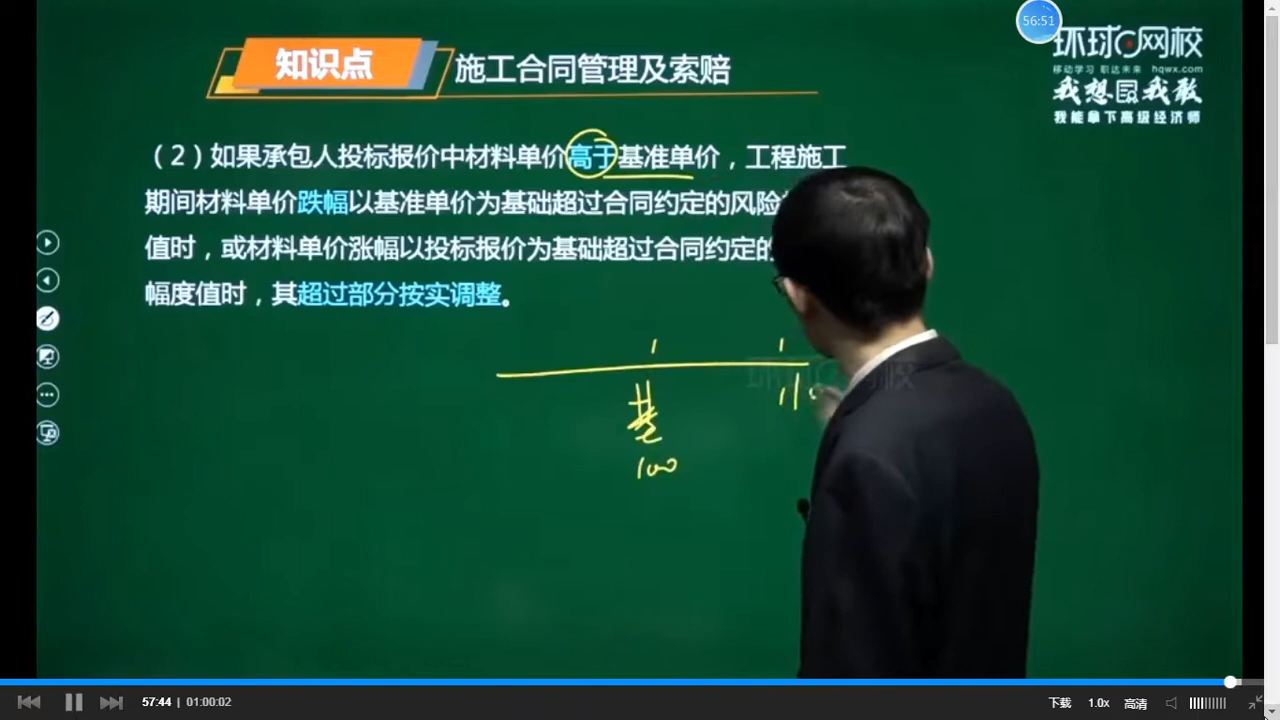 56:51
环球网校
移动学习 职达未来 hqwx.com
我想 我敢
我能拿下高级经济师
知识点
施工合同管理及索赔
（2）如果承包人投标报价中材料单价高于基准单价，工程施工
期间材料单价跌幅以基准单价为基础超过合同约定的风险
值时，或材料单价涨幅以投标报价为基础超过合同约定的
幅度值时，其超过部分按实调整。
环球网校
11
100
57:44 | 01:00:02
下载 1.0x 高清